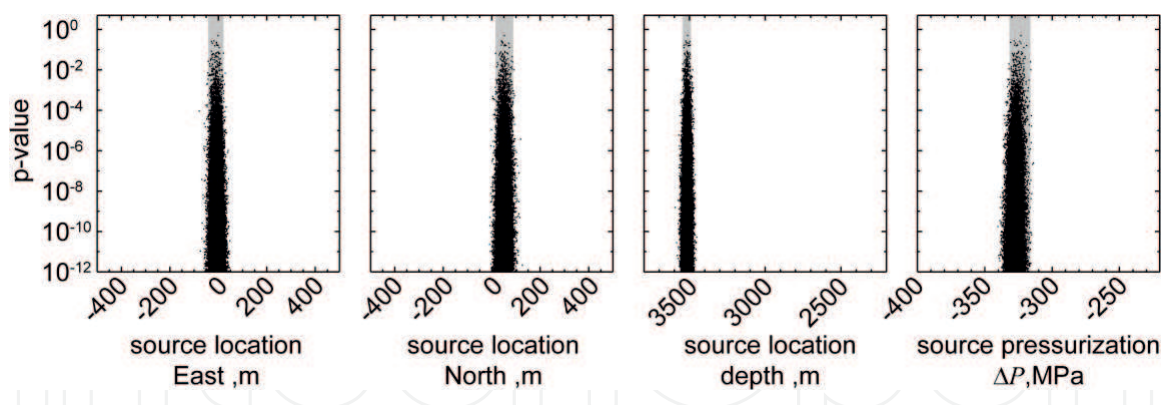 p-value
10⁰
10⁻²
10⁻⁴
10⁻⁶
10⁻⁸
10⁻¹⁰
10⁻¹²
-400 -200 0 200 400
source location
East ,m
-400 -200 0 200 400
source location
North ,m
3500 3000 2500
source location
depth ,m
-400 -350 -300 -250
source pressurization
ΔP,MPa